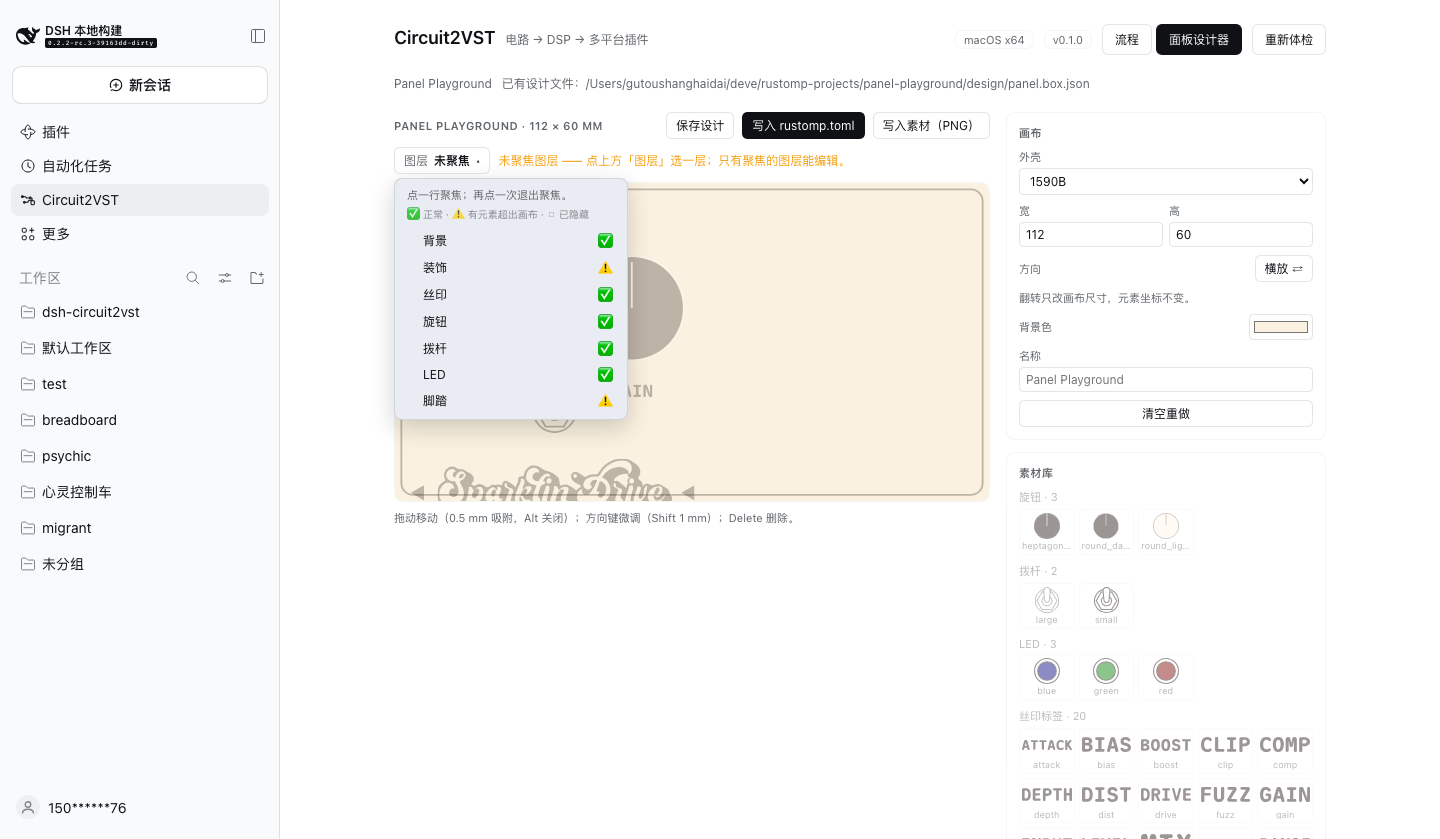 DSH 本地构建
0.2.2-rc.3-39163dd-dirty
新会话
插件
自动化任务
Circuit2VST
更多
工作区
dsh-circuit2vst
默认工作区
test
breadboard
psychic
心灵控制车
migrant
未分组
150******76
Circuit2VST 电路 → DSP → 多平台插件
macOS x64
v0.1.0
流程
面板设计器
重新体检
Panel Playground 已有设计文件：/Users/gutoushanghaidai/deve/rustomp-projects/panel-playground/design/panel.box.json
PANEL PLAYGROUND · 112 × 60 MM
保存设计
写入 rustomp.toml
写入素材（PNG）
图层 未聚焦 ·
未聚焦图层 —— 点上方「图层」选一层；只有聚焦的图层能编辑。
点一行聚焦；再点一次退出聚焦。
✅ 正常 · ⚠️ 有元素超出画布 · ▫ 已隐藏
背景 ✅
装饰 ⚠️
丝印 ✅
旋钮 ✅
拨杆 ✅
LED ✅
脚踏 ⚠️
AIN
Sparklin Drive
拖动移动（0.5 mm 吸附，Alt 关闭）；方向键微调（Shift 1 mm）；Delete 删除。
画布
外壳
1590B
宽 高
112 60
方向 横放 ⇄
翻转只改画布尺寸，元素坐标不变。
背景色
名称
Panel Playground
清空重做
素材库
旋钮 · 3
heptagon... round_da... round_lig...
拨杆 · 2
large small
LED · 3
blue green red
丝印标签 · 20
ATTACK BIAS BOOST CLIP COMP
attack bias boost clip comp
DEPTH DIST DRIVE FUZZ GAIN
depth dist drive fuzz gain